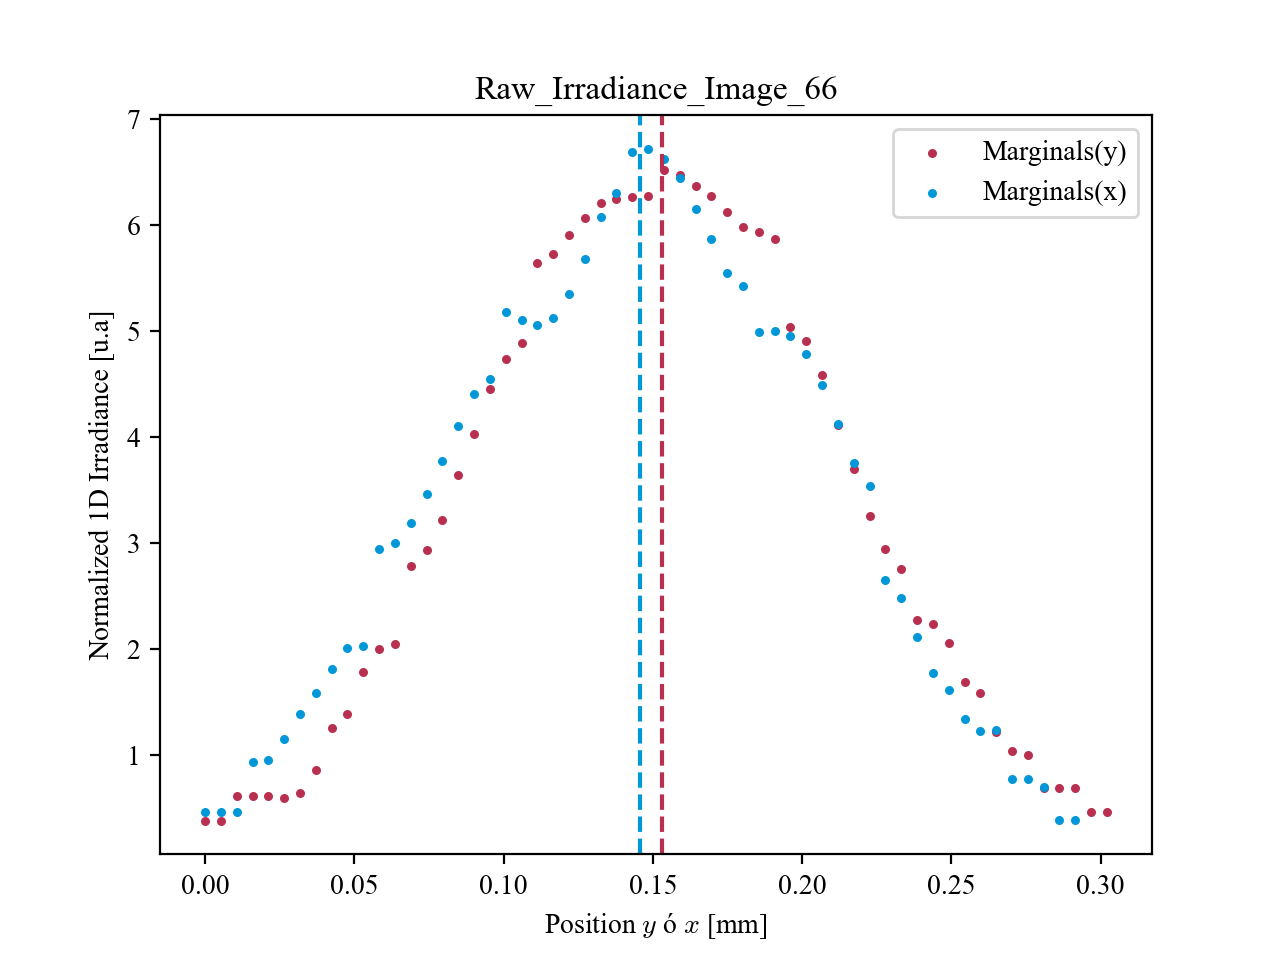 Raw_Irradiance_Image_66
Marginals(y)
Marginals(x)
Normalized 1D Irradiance [u.a]
7
6
5
4
3
2
1
0.00 0.05 0.10 0.15 0.20 0.25 0.30
Position y ó x [mm]